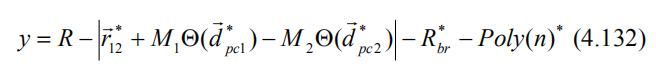 y = R − |r⃗*₁₂ + M₁Θ(d⃗*ₚc₁) − M₂Θ(d⃗*ₚc₂)| − R*br − Poly(n)* (4.132)